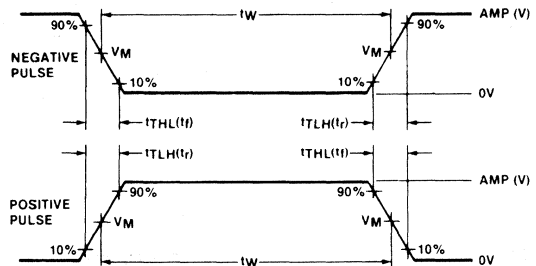 tW
AMP (V)
90%
90%
NEGATIVE
PULSE
VM
VM
10%
10%
0V
tTHL(tf)
tTLH(tr)
tTLH(tr)
tTHL(tf)
AMP (V)
POSITIVE
PULSE
90%
90%
VM
VM
10%
10%
tW
0V